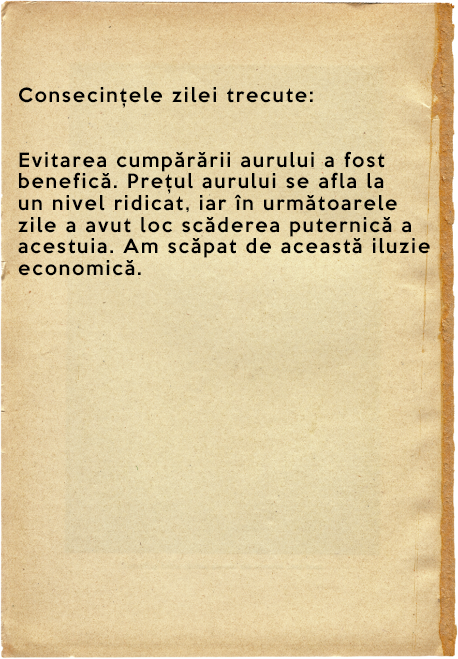 Consecințele zilei trecute:
Evitarea cumpărării aurului a fost
benefică. Prețul aurului se afla la
un nivel ridicat, iar în următoarele
zile a avut loc scăderea puternică a
acestuia. Am scăpat de această iluzie
economică.